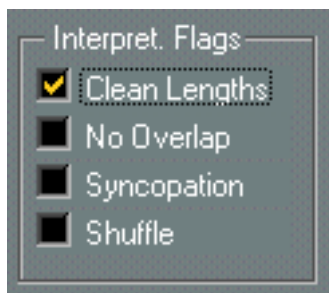 Interpret. Flags
Clean Lengths
No Overlap
Syncopation
Shuffle